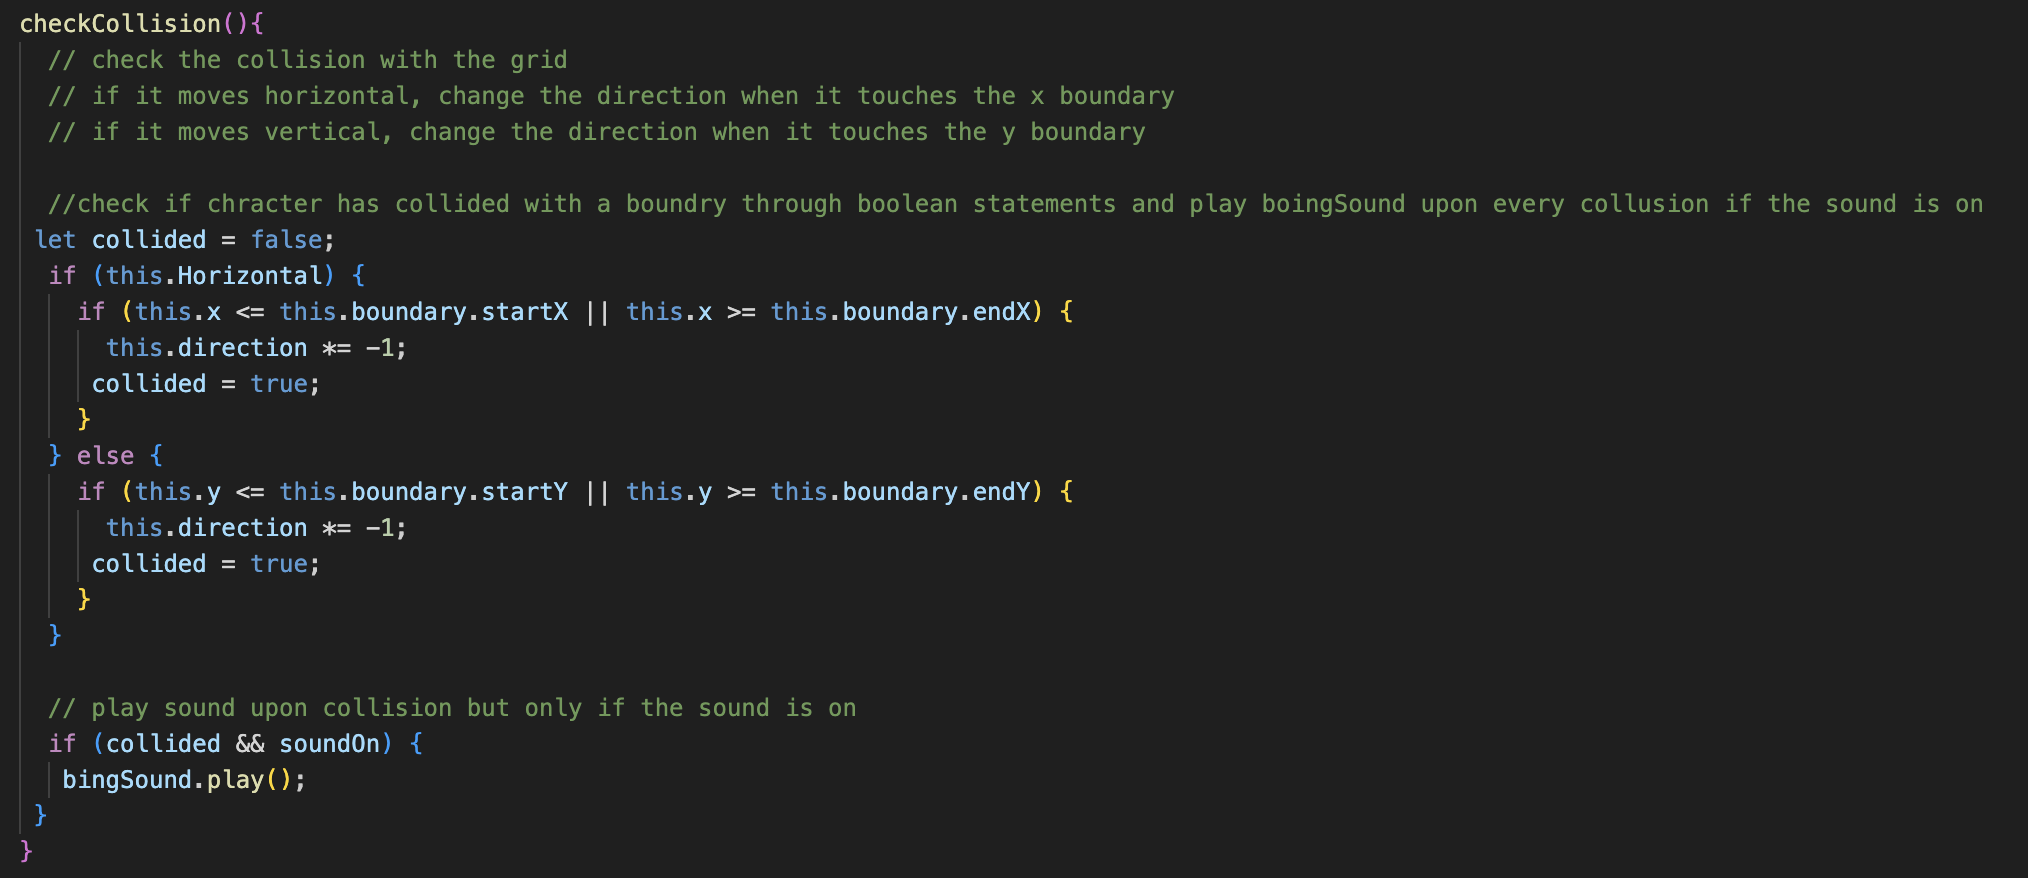 checkCollision(){
// check the collision with the grid
// if it moves horizontal, change the direction when it touches the x boundary
// if it moves vertical, change the direction when it touches the y boundary
//check if chracter has collided with a boundry through boolean statements and play boingSound upon every collusion if the sound is on
let collided = false;
if (this.Horizontal) {
if (this.x <= this.boundary.startX || this.x >= this.boundary.endX) {
this.direction *= -1;
collided = true;
}
} else {
if (this.y <= this.boundary.startY || this.y >= this.boundary.endY) {
this.direction *= -1;
collided = true;
}
}
// play sound upon collision but only if the sound is on
if (collided && soundOn) {
bingSound.play();
}
}